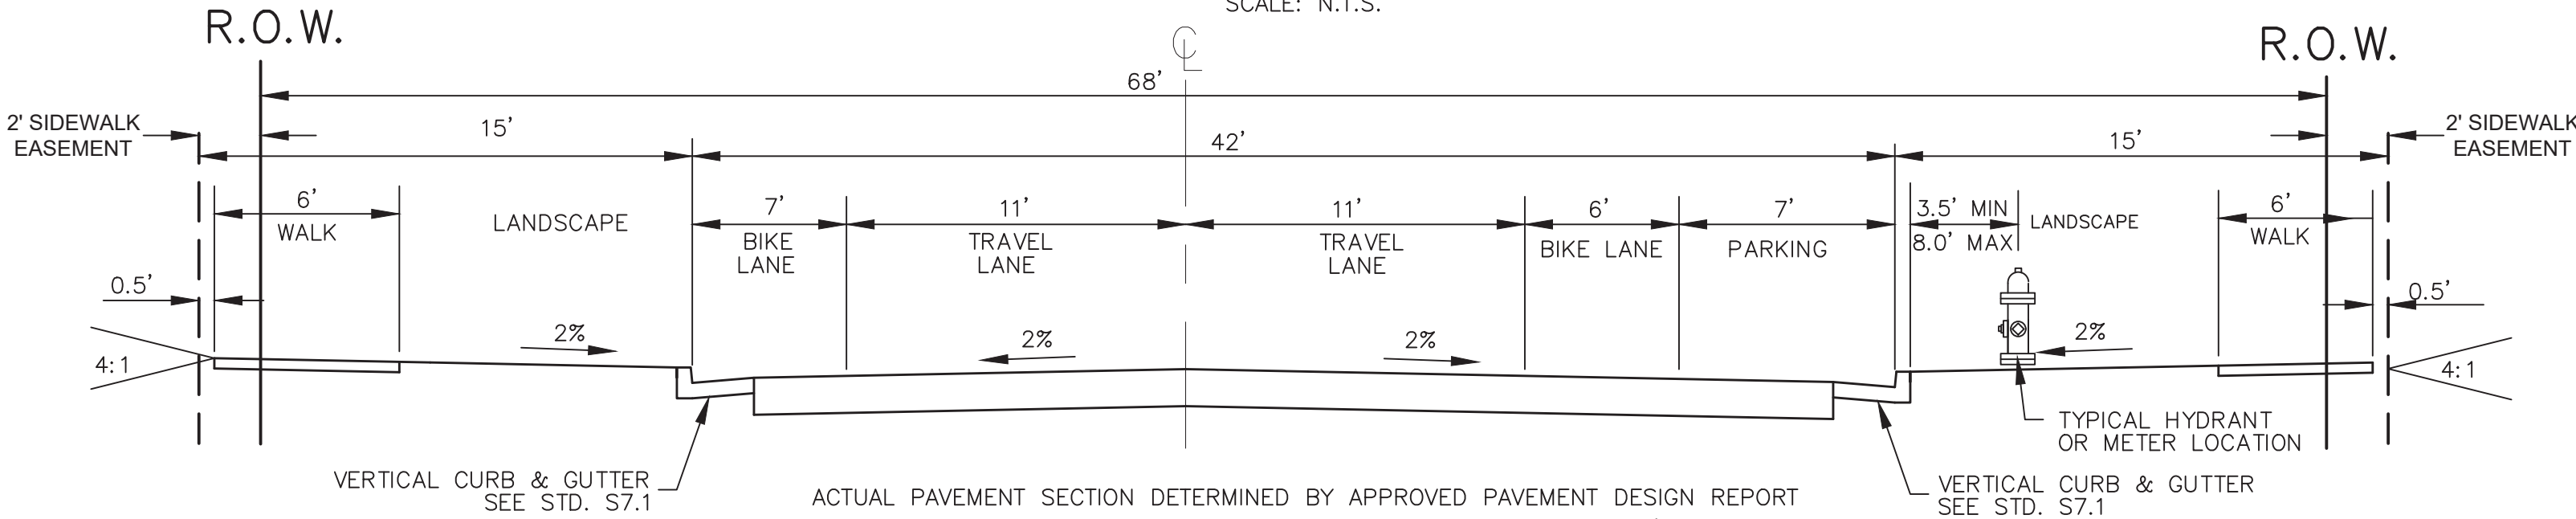 SCALE: N.T.S.
R.O.W.
℄
R.O.W.
68'
2' SIDEWALK
EASEMENT
15'
42'
15'
2' SIDEWALK
EASEMENT
6'
WALK
LANDSCAPE
7'
BIKE
LANE
11'
TRAVEL
LANE
11'
TRAVEL
LANE
6'
BIKE LANE
7'
PARKING
3.5' MIN
8.0' MAX
LANDSCAPE
6'
WALK
0.5'
0.5'
2%
2%
2%
2%
4:1
4:1
TYPICAL HYDRANT
OR METER LOCATION
VERTICAL CURB & GUTTER
SEE STD. S7.1
ACTUAL PAVEMENT SECTION DETERMINED BY APPROVED PAVEMENT DESIGN REPORT
VERTICAL CURB & GUTTER
SEE STD. S7.1